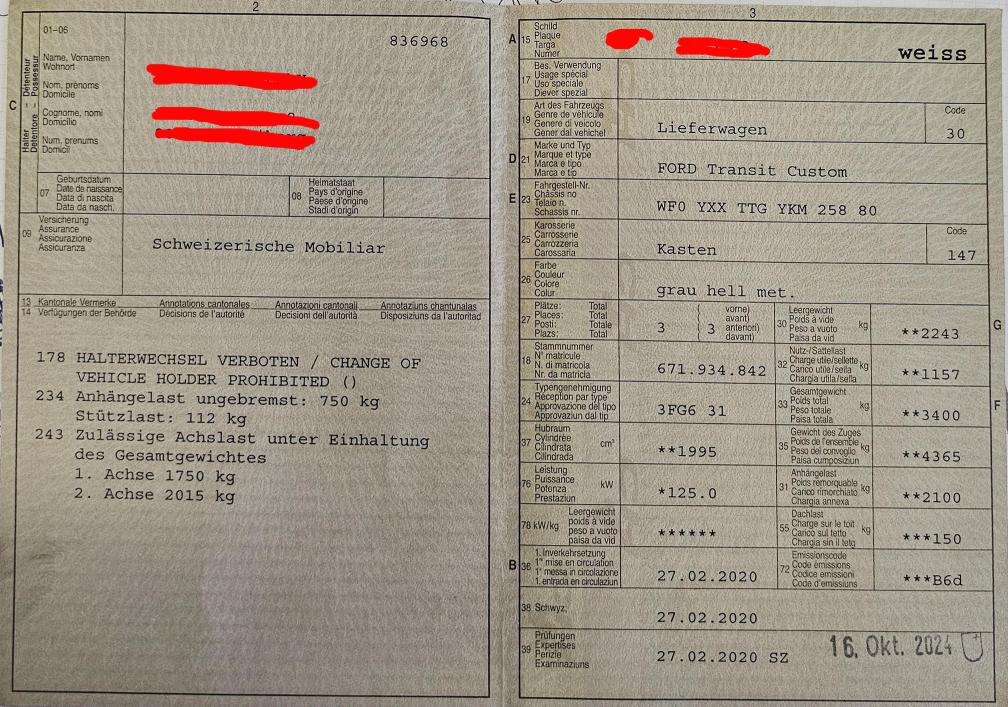 2
01-06
836968
C
Halter Détenteur
Detentore Possessur
Name, Vornamen
Wohnort
Nom, prénoms
Domicile
Cognome, nomi
Domicilio
Num, prenums
Domicil
07
Geburtsdatum
Date de naissance
Data di nascita
Data da nasch.
08
Heimatstaat
Pays d'origine
Paese d'origine
Stadi d'origin
09
Versicherung
Assurance
Assicurazione
Assicuranza
Schweizerische Mobiliar
13 Kantonale Vermerke Annotations cantonales Annotazioni cantonali Annotaziuns chantunalas
14 Verfügungen der Behörde Décisions de l'autorité Decisioni dell'autorità Disposiziuns da l'autoritad
178 HALTERWECHSEL VERBOTEN / CHANGE OF
VEHICLE HOLDER PROHIBITED ()
234 Anhängelast ungebremst: 750 kg
Stützlast: 112 kg
243 Zulässige Achslast unter Einhaltung
des Gesamtgewichtes
1. Achse 1750 kg
2. Achse 2015 kg
3
A
15
Schild
Plaque
Targa
Numer
weiss
17
Bes. Verwendung
Usage spécial
Uso speciale
Diever spezial
19
Art des Fahrzeugs
Genre de véhicule
Genere di veicolo
Gener dal vehichel
Lieferwagen
Code
30
D
21
Marke und Typ
Marque et type
Marca e tipo
Marca e tip
FORD Transit Custom
E
23
Fahrgestell-Nr.
Châssis no
Telaio n.
Schassis nr.
WF0 YXX TTG YKM 258 80
25
Karosserie
Carrosserie
Carrozzeria
Carossaria
Kasten
Code
147
26
Farbe
Couleur
Colore
Colur
grau hell met.
27
Plätze: Total
Places: Total
Posti: Totale
Plazs: Total
3
( vorne)
( avant)
3 anteriori)
( davant)
30
Leergewicht
Poids à vide
Peso a vuoto
Paisa da vid
kg
**2243
G
18
Stammnummer
N° matricule
N. di matricola
Nr. da matricla
671.934.842
32
Nutz-/Sattellast
Charge utile/sellette
Carico utile/sella
Chargia utila/sella
kg
**1157
24
Typengenehmigung
Réception par type
Approvazione del tipo
Approvaziun dal tip
3FG6 31
33
Gesamtgewicht
Poids total
Peso totale
Paisa totala
kg
**3400
F
37
Hubraum
Cylindrée
Cilindrata
Cilindrada
cm³
**1995
35
Gewicht des Zuges
Poids de l'ensemble
Peso del convoglio
Paisa cumposiziun
kg
**4365
76
Leistung
Puissance
Potenza
Prestaziun
kW
*125.0
31
Anhängelast
Poids remorquable
Carico rimorchiato
Chargia annexa
kg
**2100
78 kW/kg
Leergewicht
poids à vide
peso a vuoto
paisa da vid
******
55
Dachlast
Charge sur le toit
Carico sul tetto
Chargia sin il tetg
kg
***150
B
36
1. Inverkehrsetzung
1re mise en circulation
1a messa in circolazione
1. entrada en circulaziun
27.02.2020
72
Emissionscode
Code émissions
Codice emissioni
Code d'emissiuns
***B6d
38 Schwyz,
27.02.2020
39
Prüfungen
Expertises
Perizie
Examinaziuns
27.02.2020 SZ
16. Okt. 2024